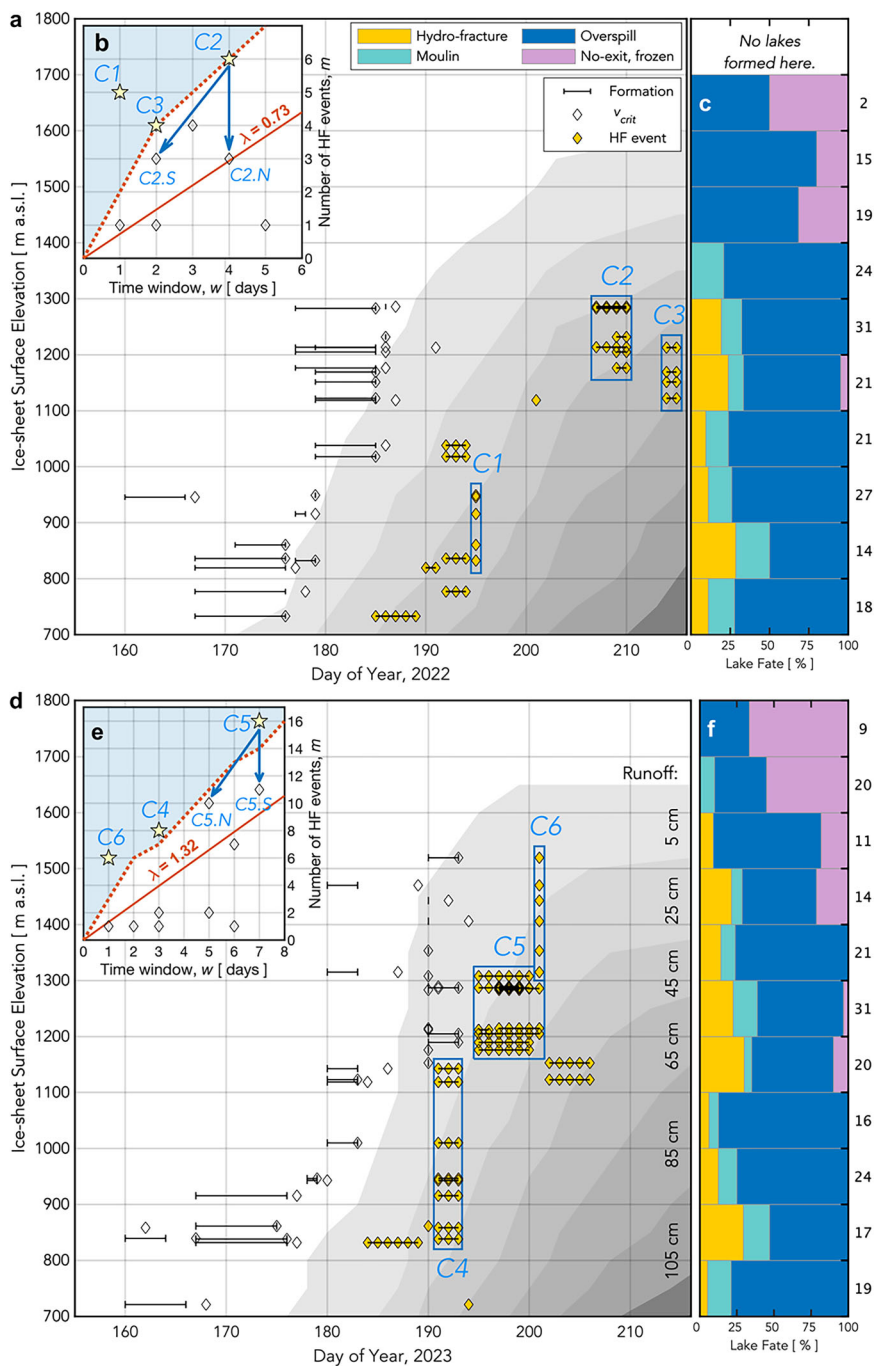 a
1800
1700
1600
1500
1400
1300
1200
1100
1000
900
800
700
Ice-sheet Surface Elevation [ m a.s.l. ]
160
170
180
190
200
210
Day of Year, 2022
b
C1
C2
C3
C2.S
C2.N
λ = 0.73
0
1
2
3
4
5
6
Time window, w [ days ]
6
5
4
3
2
1
0
Number of HF events, m
Hydro-fracture
Overspill
Moulin
No-exit, frozen
Formation
vcrit
HF event
C1
C2
C3
No lakes
formed here.
c
2
15
19
24
31
21
21
27
14
18
0
25
50
75
100
Lake Fate [ % ]
d
1800
1700
1600
1500
1400
1300
1200
1100
1000
900
800
700
Ice-sheet Surface Elevation [ m a.s.l. ]
160
170
180
190
200
210
Day of Year, 2023
e
C5
C4
C6
C5.N
C5.S
λ = 1.32
0
1
2
3
4
5
6
7
8
Time window, w [ days ]
16
14
12
10
8
6
4
2
0
Number of HF events, m
Runoff:
5 cm
25 cm
45 cm
65 cm
85 cm
105 cm
C6
C5
C4
f
9
20
11
14
21
31
20
16
24
17
19
0
25
50
75
100
Lake Fate [ % ]